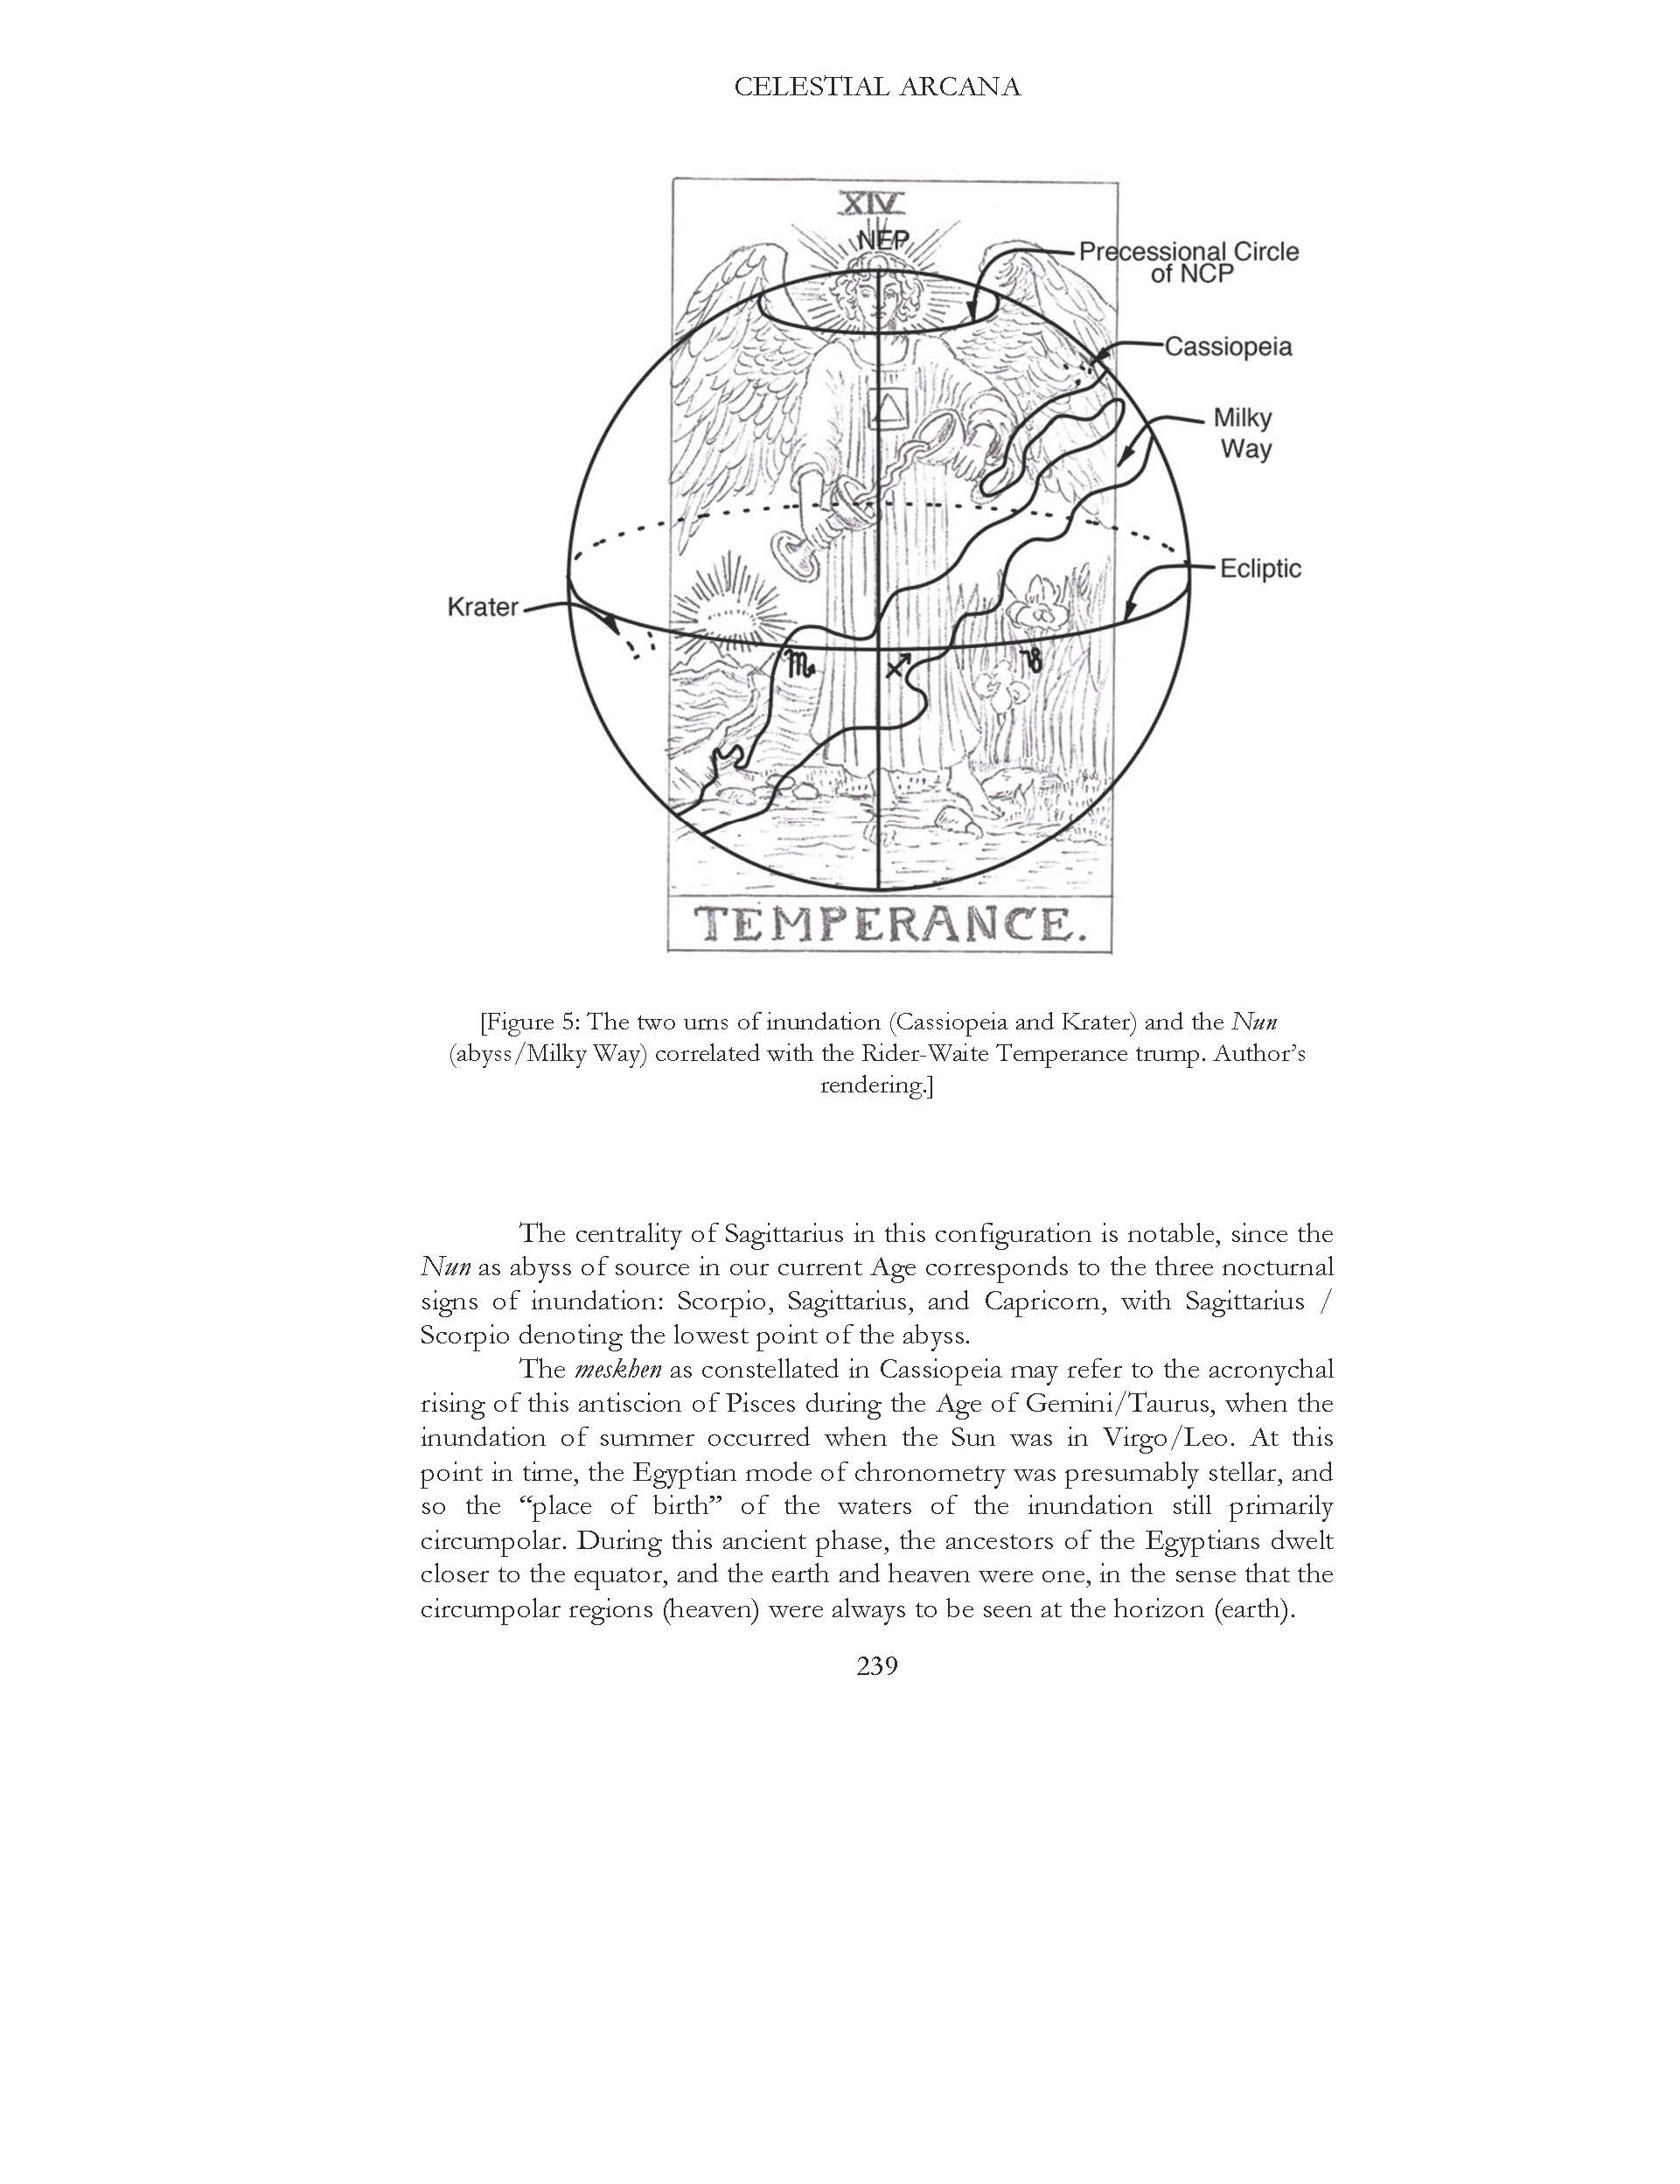 CELESTIAL ARCANA
XIV
NEP
Precessional Circle
of NCP
Cassiopeia
Milky
Way
Ecliptic
Krater
♏ ♐ ♑
TEMPERANCE.
[Figure 5: The two urns of inundation (Cassiopeia and Krater) and the Nun
(abyss/Milky Way) correlated with the Rider-Waite Temperance trump. Author’s
rendering.]
The centrality of Sagittarius in this configuration is notable, since the
Nun as abyss of source in our current Age corresponds to the three nocturnal
signs of inundation: Scorpio, Sagittarius, and Capricorn, with Sagittarius /
Scorpio denoting the lowest point of the abyss.
The meskhen as constellated in Cassiopeia may refer to the acronychal
rising of this antiscion of Pisces during the Age of Gemini/Taurus, when the
inundation of summer occurred when the Sun was in Virgo/Leo. At this
point in time, the Egyptian mode of chronometry was presumably stellar, and
so the “place of birth” of the waters of the inundation still primarily
circumpolar. During this ancient phase, the ancestors of the Egyptians dwelt
closer to the equator, and the earth and heaven were one, in the sense that the
circumpolar regions (heaven) were always to be seen at the horizon (earth).
239